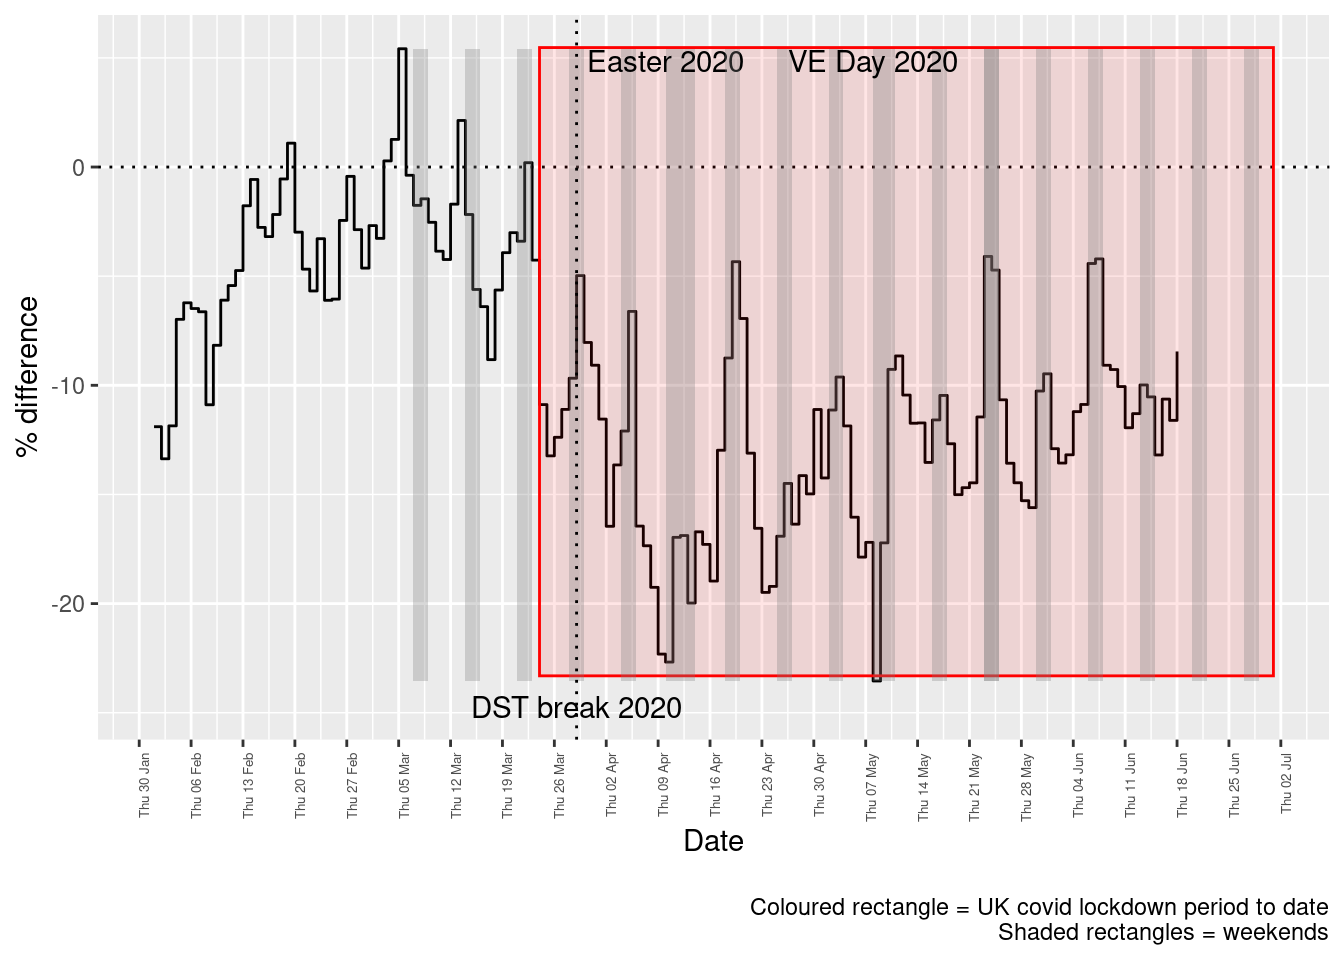 Easter 2020
VE Day 2020
0
-10
-20
% difference
DST break 2020
Thu 30 Jan
Thu 06 Feb
Thu 13 Feb
Thu 20 Feb
Thu 27 Feb
Thu 05 Mar
Thu 12 Mar
Thu 19 Mar
Thu 26 Mar
Thu 02 Apr
Thu 09 Apr
Thu 16 Apr
Thu 23 Apr
Thu 30 Apr
Thu 07 May
Thu 14 May
Thu 21 May
Thu 28 May
Thu 04 Jun
Thu 11 Jun
Thu 18 Jun
Thu 25 Jun
Thu 02 Jul
Date
Coloured rectangle = UK covid lockdown period to date
Shaded rectangles = weekends